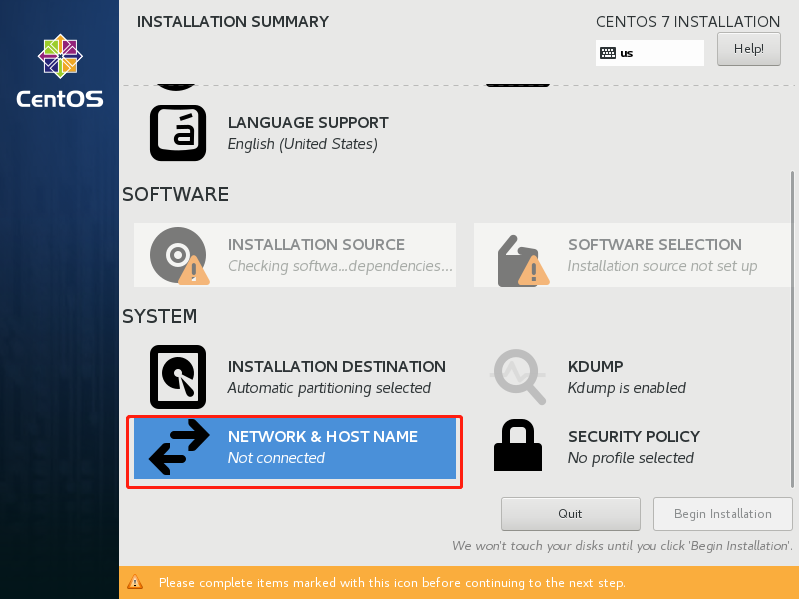 INSTALLATION SUMMARY
CENTOS 7 INSTALLATION
us
Help!
CentOS
á
LANGUAGE SUPPORT
English (United States)
SOFTWARE
INSTALLATION SOURCE
Checking softwa...dependencies...
SOFTWARE SELECTION
Installation source not set up
SYSTEM
INSTALLATION DESTINATION
Automatic partitioning selected
KDUMP
Kdump is enabled
NETWORK & HOST NAME
Not connected
SECURITY POLICY
No profile selected
Quit
Begin Installation
We won't touch your disks until you click 'Begin Installation'.
Please complete items marked with this icon before continuing to the next step.